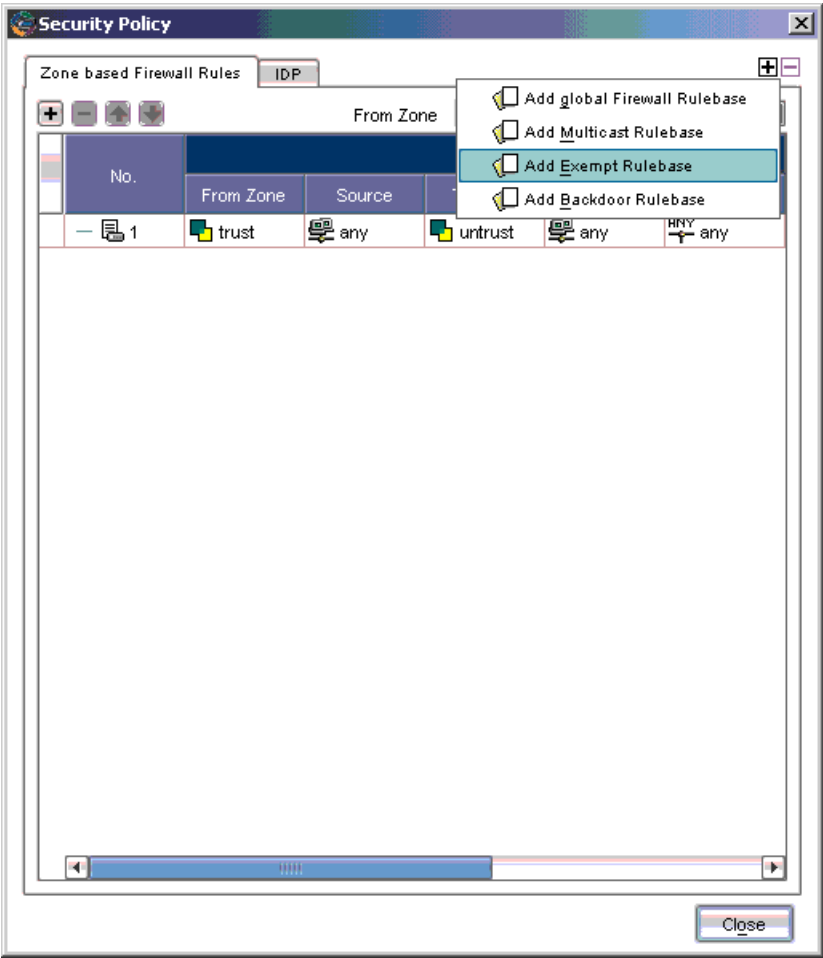 Security Policy
Zone based Firewall Rules
IDP
From Zone
Add global Firewall Rulebase
Add Multicast Rulebase
Add Exempt Rulebase
Add Backdoor Rulebase
No.
From Zone
Source
1
trust
any
untrust
any
ANY
any
Close